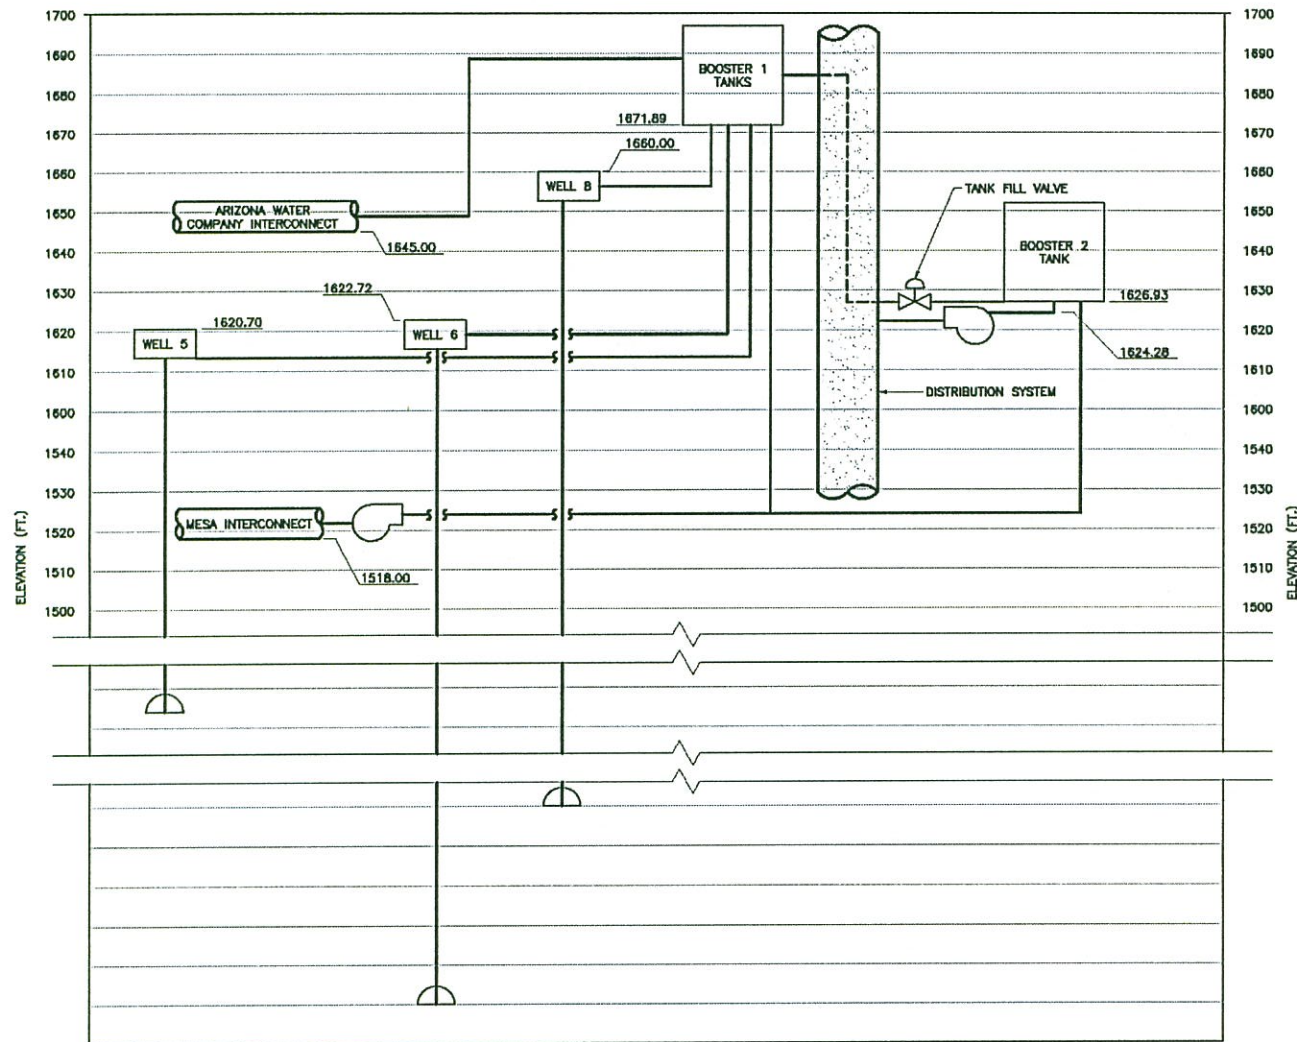 1700
1690
1680
1670
1660
1650
1640
1630
1620
1610
1600
1540
1530
1520
1510
1500
ELEVATION (FT.)
BOOSTER 1
TANKS
1671.89
1660.00
WELL 8
ARIZONA WATER
COMPANY INTERCONNECT
1645.00
TANK FILL VALVE
BOOSTER 2
TANK
1626.93
1624.28
1622.72
1620.70
WELL 6
WELL 5
DISTRIBUTION SYSTEM
MESA INTERCONNECT
1518.00
1700
1690
1680
1670
1660
1650
1640
1630
1620
1610
1600
1540
1530
1520
1510
1500
ELEVATION (FT.)